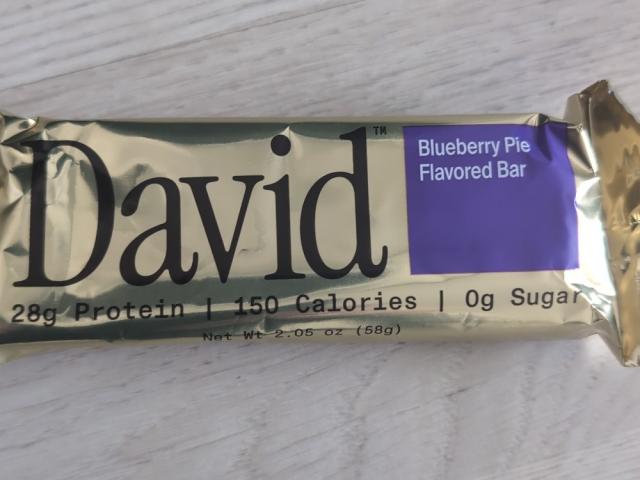 David™
Blueberry Pie
Flavored Bar
28g Protein | 150 Calories | 0g Sugar
Net Wt 2.05 oz (58g)